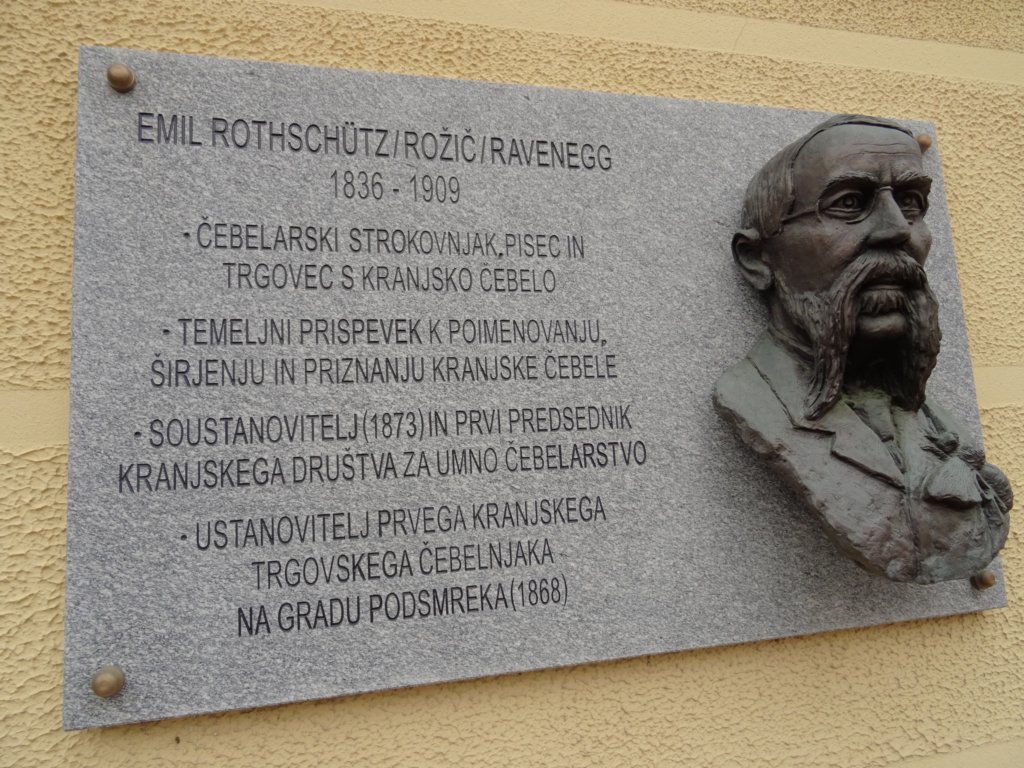 EMIL ROTHSCHÜTZ/ROŽIČ/RAVENEGG
1836 - 1909
- ČEBELARSKI STROKOVNJAK, PISEC IN
TRGOVEC S KRANJSKO ČEBELO
- TEMELJNI PRISPEVEK K POIMENOVANJU,
ŠIRJENJU IN PRIZNANJU KRANJSKE ČEBELE
- SOUSTANOVITELJ (1873) IN PRVI PREDSEDNIK
KRANJSKEGA DRUŠTVA ZA UMNO ČEBELARSTVO
- USTANOVITELJ PRVEGA KRANJSKEGA
TRGOVSKEGA ČEBELNJAKA
NA GRADU PODSMREKA (1868)